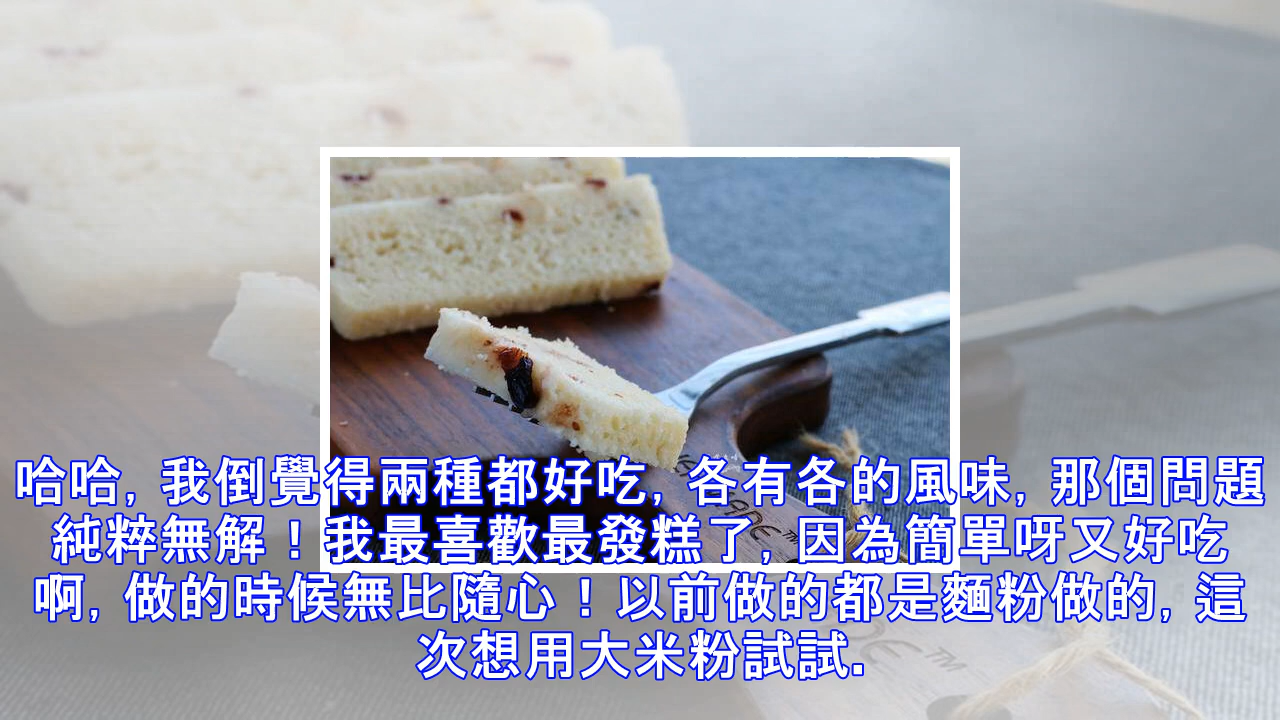 哈哈, 我倒覺得兩種都好吃, 各有各的風味, 那個問題
純粹無解！我最喜歡最發糕了, 因為簡單呀又好吃
啊, 做的時候無比隨心！以前做的都是麵粉做的, 這
次想用大米粉試試.